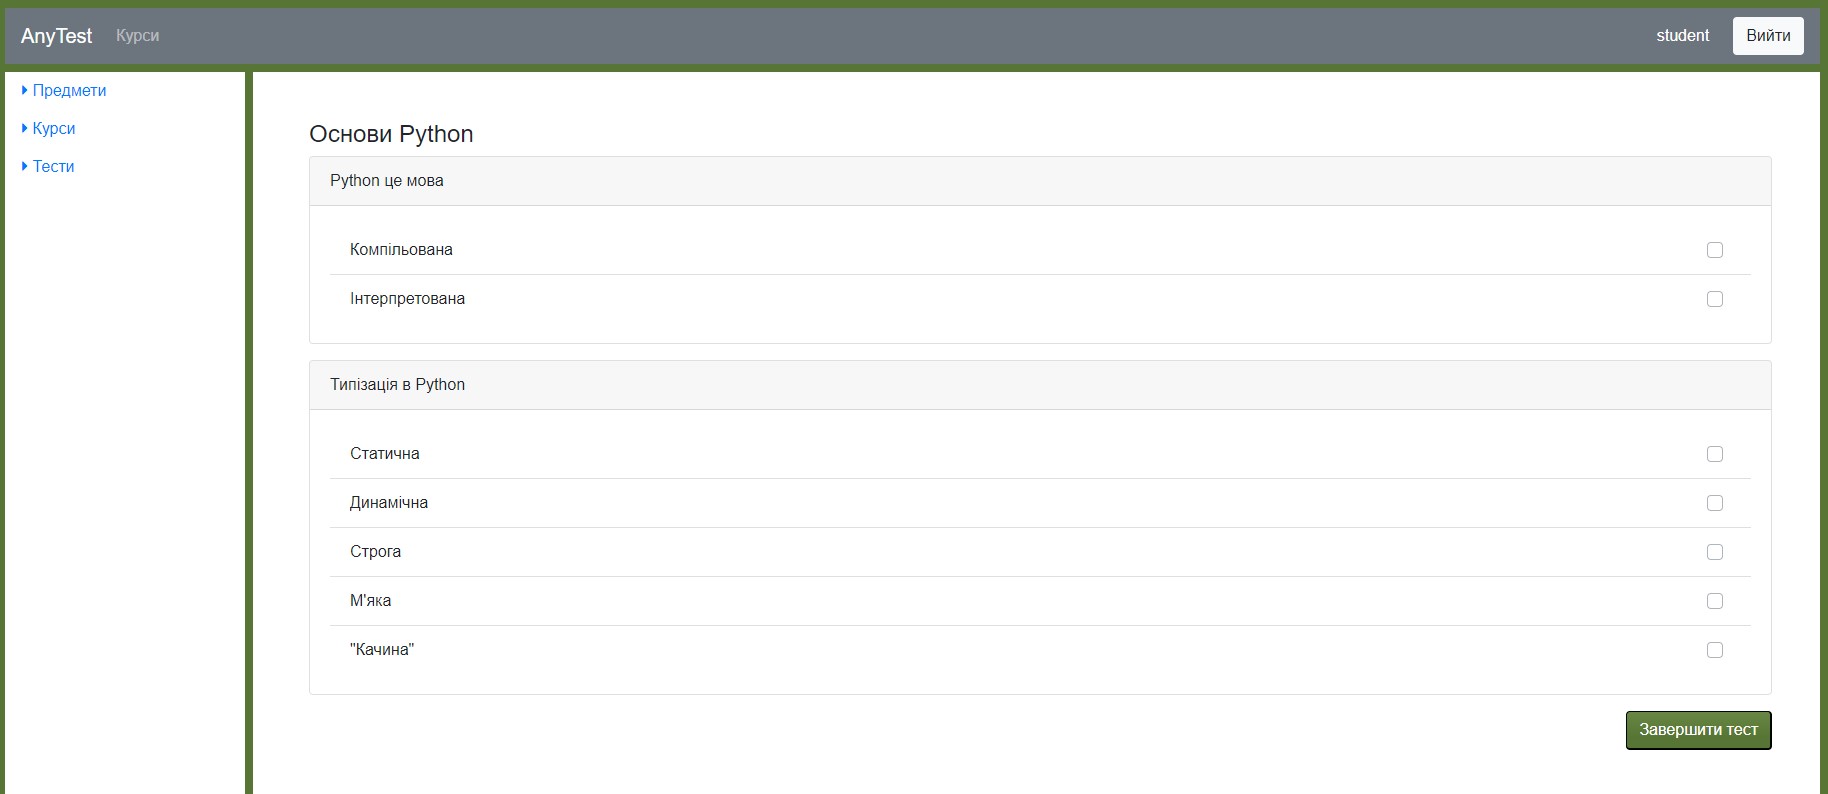 AnyTest Курси student Вийти
Предмети
Курси
Тести
Основи Python
Python це мова
Компільована
Інтерпретована
Типізація в Python
Статична
Динамічна
Строга
М'яка
"Качина"
Завершити тест